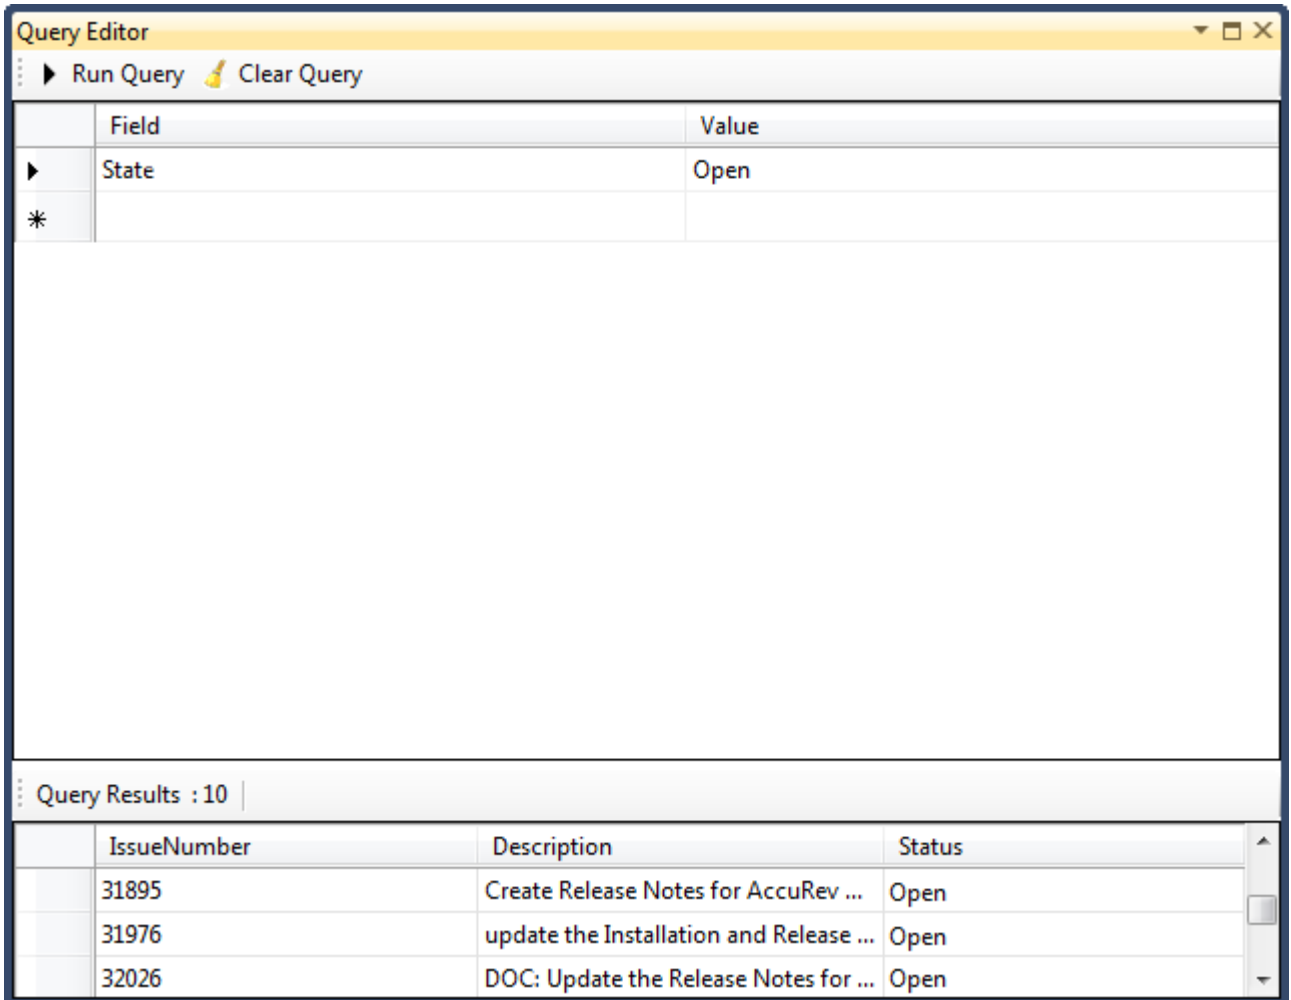 Query Editor
Run Query Clear Query
Field Value
State Open
Query Results : 10
IssueNumber Description Status
31895 Create Release Notes for AccuRev ... Open
31976 update the Installation and Release ... Open
32026 DOC: Update the Release Notes for ... Open